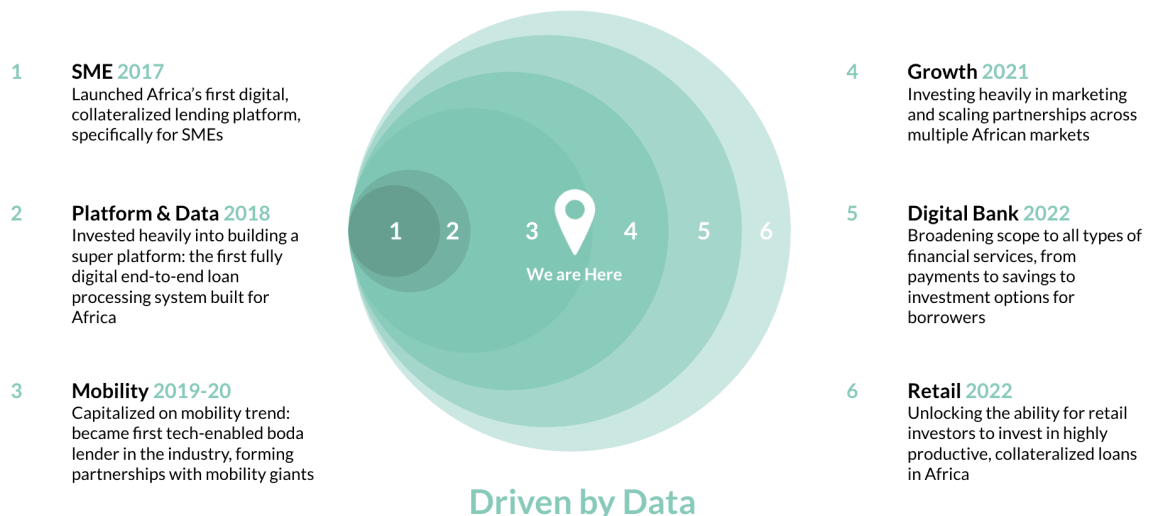 1
SME 2017
Launched Africa's first digital,
collateralized lending platform,
specifically for SMEs
2
Platform & Data 2018
Invested heavily into building a
super platform: the first fully
digital end-to-end loan
processing system built for
Africa
3
Mobility 2019-20
Capitalized on mobility trend:
became first tech-enabled boda
lender in the industry, forming
partnerships with mobility giants
1 2 3 4 5 6
We are Here
Driven by Data
4
Growth 2021
Investing heavily in marketing
and scaling partnerships across
multiple African markets
5
Digital Bank 2022
Broadening scope to all types of
financial services, from
payments to savings to
investment options for
borrowers
6
Retail 2022
Unlocking the ability for retail
investors to invest in highly
productive, collateralized loans
in Africa